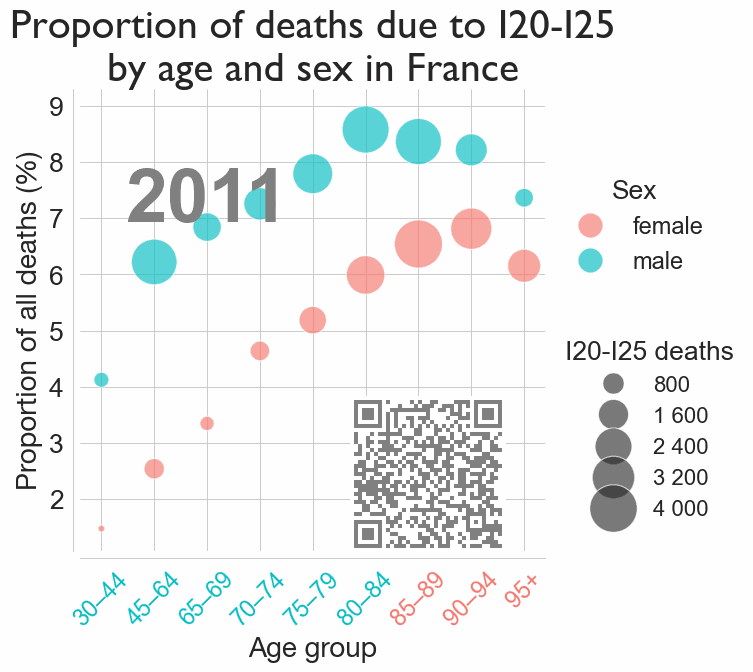 Proportion of deaths due to I20-I25
by age and sex in France
9
8
7
6
5
4
3
2
Proportion of all deaths (%)
2011
30–44
45–64
65–69
70–74
75–79
80–84
85–89
90–94
95+
Age group
Sex
female
male
I20-I25 deaths
800
1 600
2 400
3 200
4 000